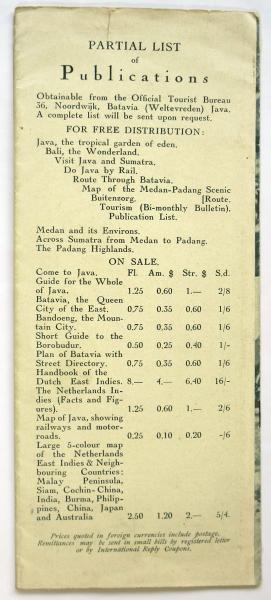 PARTIAL LIST
of
Publications
Obtainable from the Official Tourist Bureau
36, Noordwijk, Batavia (Weltevreden) Java.
A complete list will be sent upon request.
FOR FREE DISTRIBUTION:
Java, the tropical garden of eden.
Bali, the Wonderland.
Visit Java and Sumatra.
Do Java by Rail.
Route Through Batavia.
Map of the Medan-Padang Scenic
Buitenzorg. [Route.
Tourism (Bi-monthly Bulletin).
Publication List.
Medan and its Environs.
Across Sumatra from Medan to Padang.
The Padang Highlands.
ON SALE.
Come to Java, Fl. Am. $ Str. $ S.d.
Guide for the Whole
of Java. 1.25 0.60 1.— 2/8
Batavia, the Queen
City of the East. 0.75 0.35 0.60 1/6
Bandoeng, the Moun-
tain City. 0.75 0.35 0.60 1/6
Short Guide to the
Borobudur. 0.50 0.25 0.40 1/-
Plan of Batavia with
Street Directory. 0.75 0.35 0.60 1/6
Handbook of the
Dutch East Indies. 8.— 4.— 6.40 16/-
The Netherlands In-
dies (Facts and Fig-
ures). 1.25 0.60 1.— 2/6
Map of Java, showing
railways and motor-
roads. 0.25 0.10 0.20 -/6
Large 5-colour map
of the Netherlands
East Indies & Neigh-
bouring Countries:
Malay Peninsula,
Siam, Cochin-China,
India, Burma, Philip-
pines, China, Japan
and Australia 2.50 1.20 2.— 5/4.
Prices quoted in foreign currencies include postage.
Remittances may be sent in small bills by registered letter
or by International Reply Coupons.